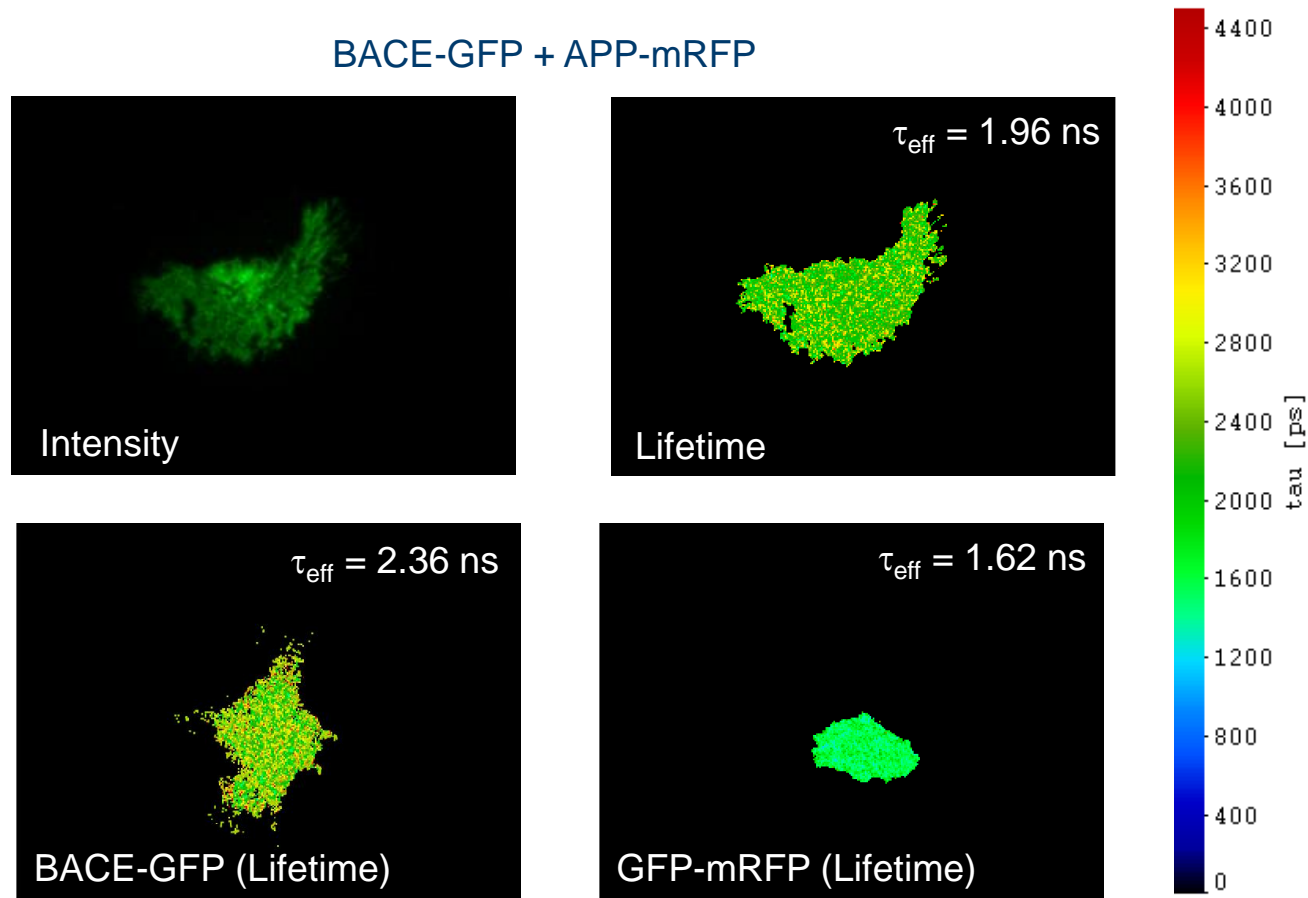 BACE-GFP + APP-mRFP
Intensity
τeff = 1.96 ns
Lifetime
τeff = 2.36 ns
BACE-GFP (Lifetime)
τeff = 1.62 ns
GFP-mRFP (Lifetime)
4400
4000
3600
3200
2800
2400
2000
1600
1200
800
400
0
tau [ps]